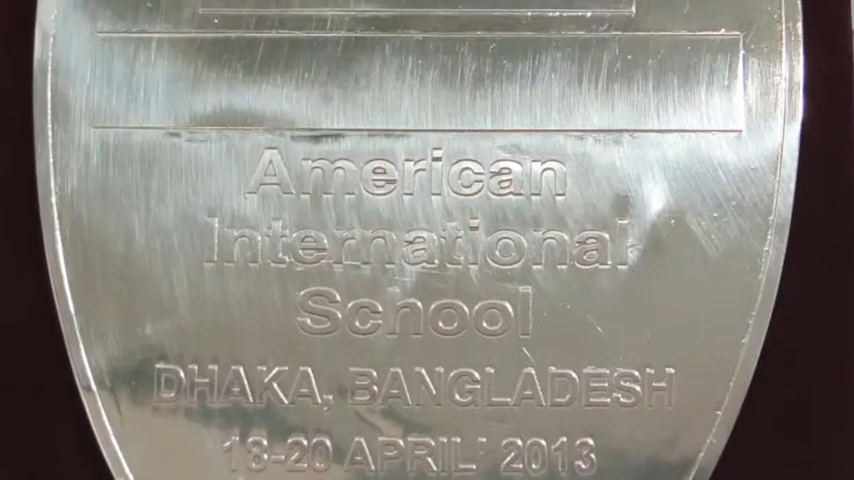 American
International
School
DHAKA, BANGLADESH
18-20 APRIL 2013